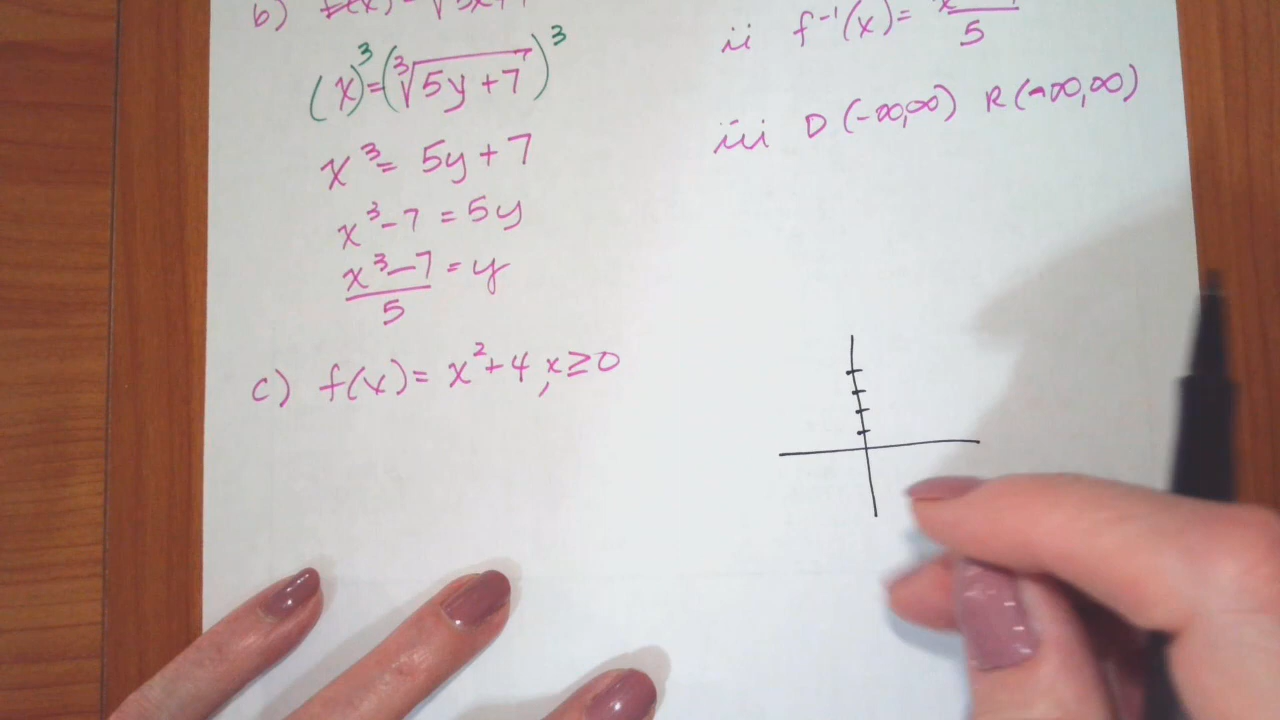 b) f(x) =
(x)³=(∛5y+7)³
x³= 5y+7
x³-7 = 5y
x³-7/5 = y
c) f(x)= x²+4, x≥0
ii f⁻¹(x)= 5
iii D (-∞,∞) R (-∞,∞)